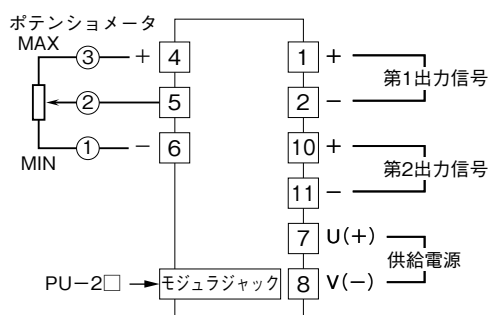 ポテンショメータ
MAX
③ + 4
② 5
① − 6
MIN
1 +
2 −
第1出力信号
10 +
11 −
第2出力信号
7 U(+)
8 V(−)
供給電源
PU−2□ モジュラジャック